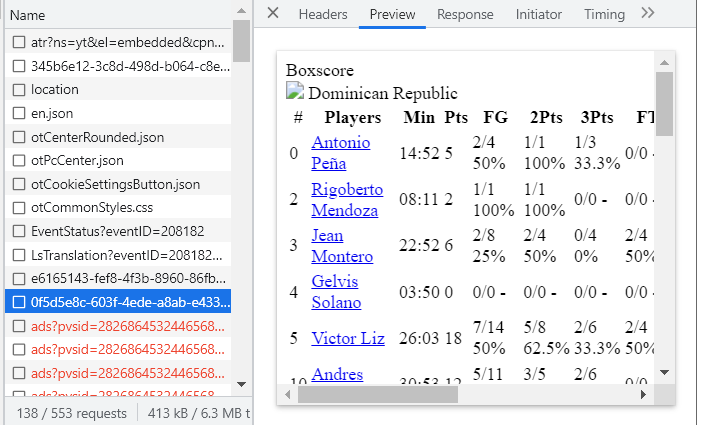 Name
atr?ns=yt&el=embedded&cpn...
345b6e12-3c8d-498d-b064-c8e...
location
en.json
otCenterRounded.json
otPcCenter.json
otCookieSettingsButton.json
otCommonStyles.css
EventStatus?eventID=208182
LsTranslation?eventID=208182...
e6165143-fef8-4f3b-8960-86fb...
0f5d5e8c-603f-4ede-a8ab-e433...
ads?pvsid=2826864532446568...
ads?pvsid=2826864532446568...
ads?pvsid=2826864532446568...
ads?pvsid=2826864532446568...
138 / 553 requests 413 kB / 6.3 MB t
Headers Preview Response Initiator Timing
Boxscore
Dominican Republic
# Players Min Pts FG 2Pts 3Pts FT
0 Antonio Peña 14:52 5 2/4 50% 1/1 100% 1/3 33.3% 0/0 -
2 Rigoberto Mendoza 08:11 2 1/1 100% 1/1 100% 0/0 - 0/0 -
3 Jean Montero 22:52 6 2/8 25% 2/4 50% 0/4 0% 2/4 50%
4 Gelvis Solano 03:50 0 0/0 - 0/0 - 0/0 - 0/0 -
5 Victor Liz 26:03 18 7/14 50% 5/8 62.5% 2/6 33.3% 2/4 50%
10 Andres 30:53 12 5/11 3/5 2/6 0/0